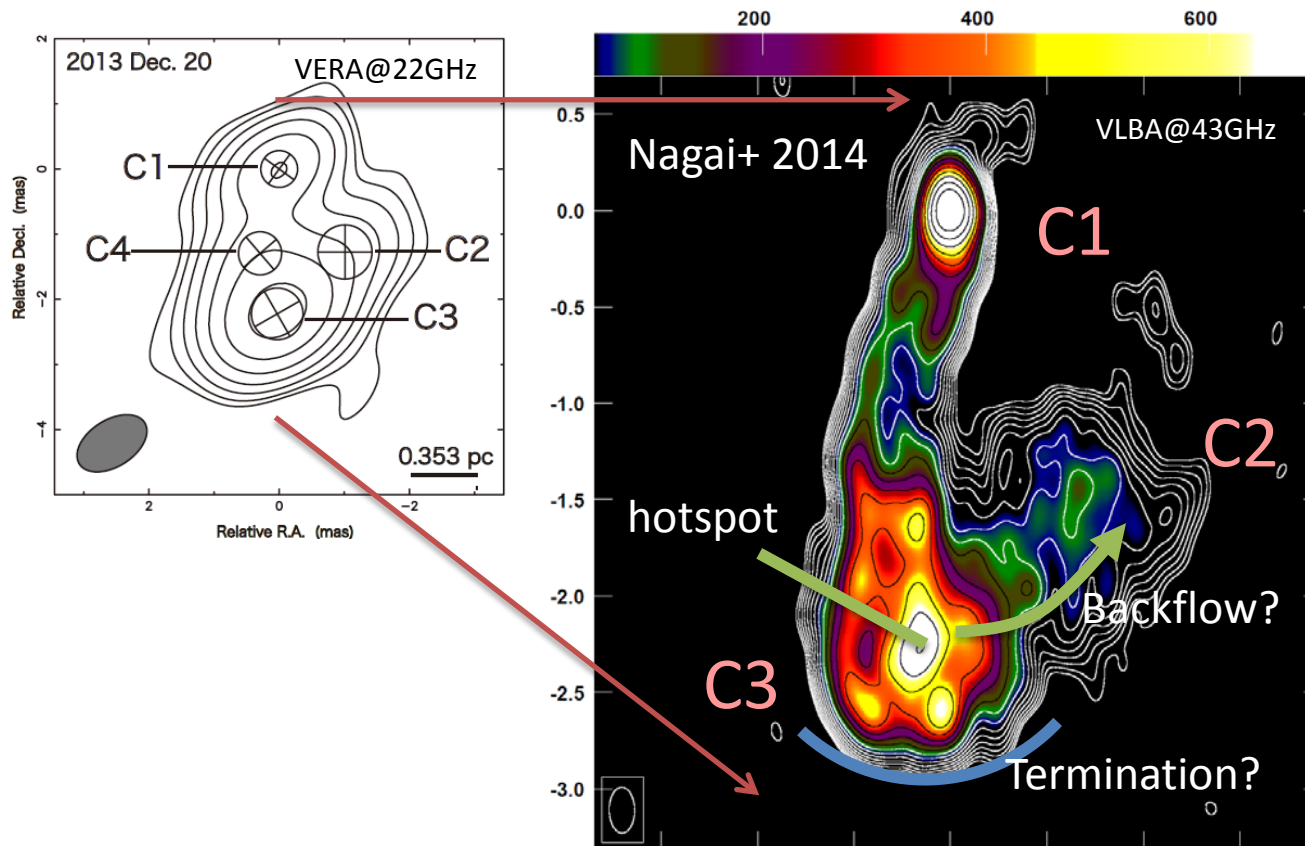 2013 Dec. 20
VERA@22GHz
C1
C4
C2
C3
0.353 pc
2
0
−2
−4
2
0
−2
Relative Decl. (mas)
Relative R.A. (mas)
200
400
600
Nagai+ 2014
VLBA@43GHz
C1
C2
hotspot
Backflow?
C3
Termination?
0.5
0.0
-0.5
-1.0
-1.5
-2.0
-2.5
-3.0